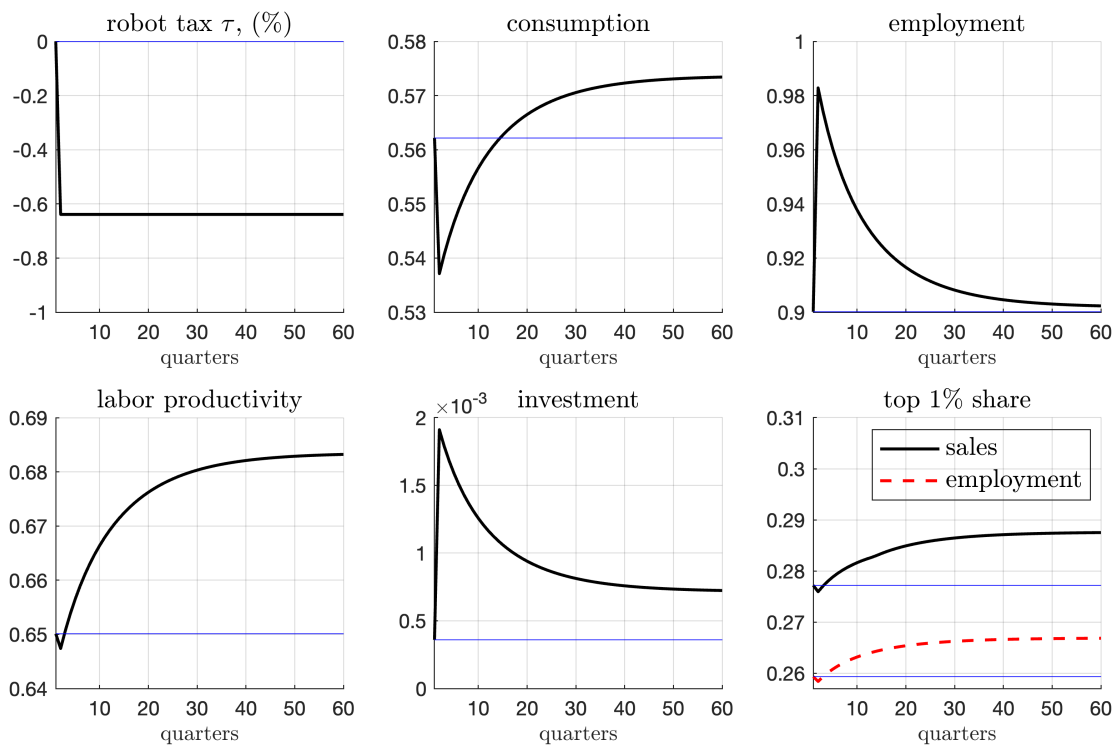 robot tax τ, (%)
0
-0.2
-0.4
-0.6
-0.8
-1
10 20 30 40 50 60
quarters
consumption
0.58
0.57
0.56
0.55
0.54
0.53
10 20 30 40 50 60
quarters
employment
1
0.98
0.96
0.94
0.92
0.9
10 20 30 40 50 60
quarters
labor productivity
0.69
0.68
0.67
0.66
0.65
0.64
10 20 30 40 50 60
quarters
investment
×10⁻³
2
1.5
1
0.5
0
10 20 30 40 50 60
quarters
top 1% share
sales
employment
0.31
0.3
0.29
0.28
0.27
0.26
10 20 30 40 50 60
quarters